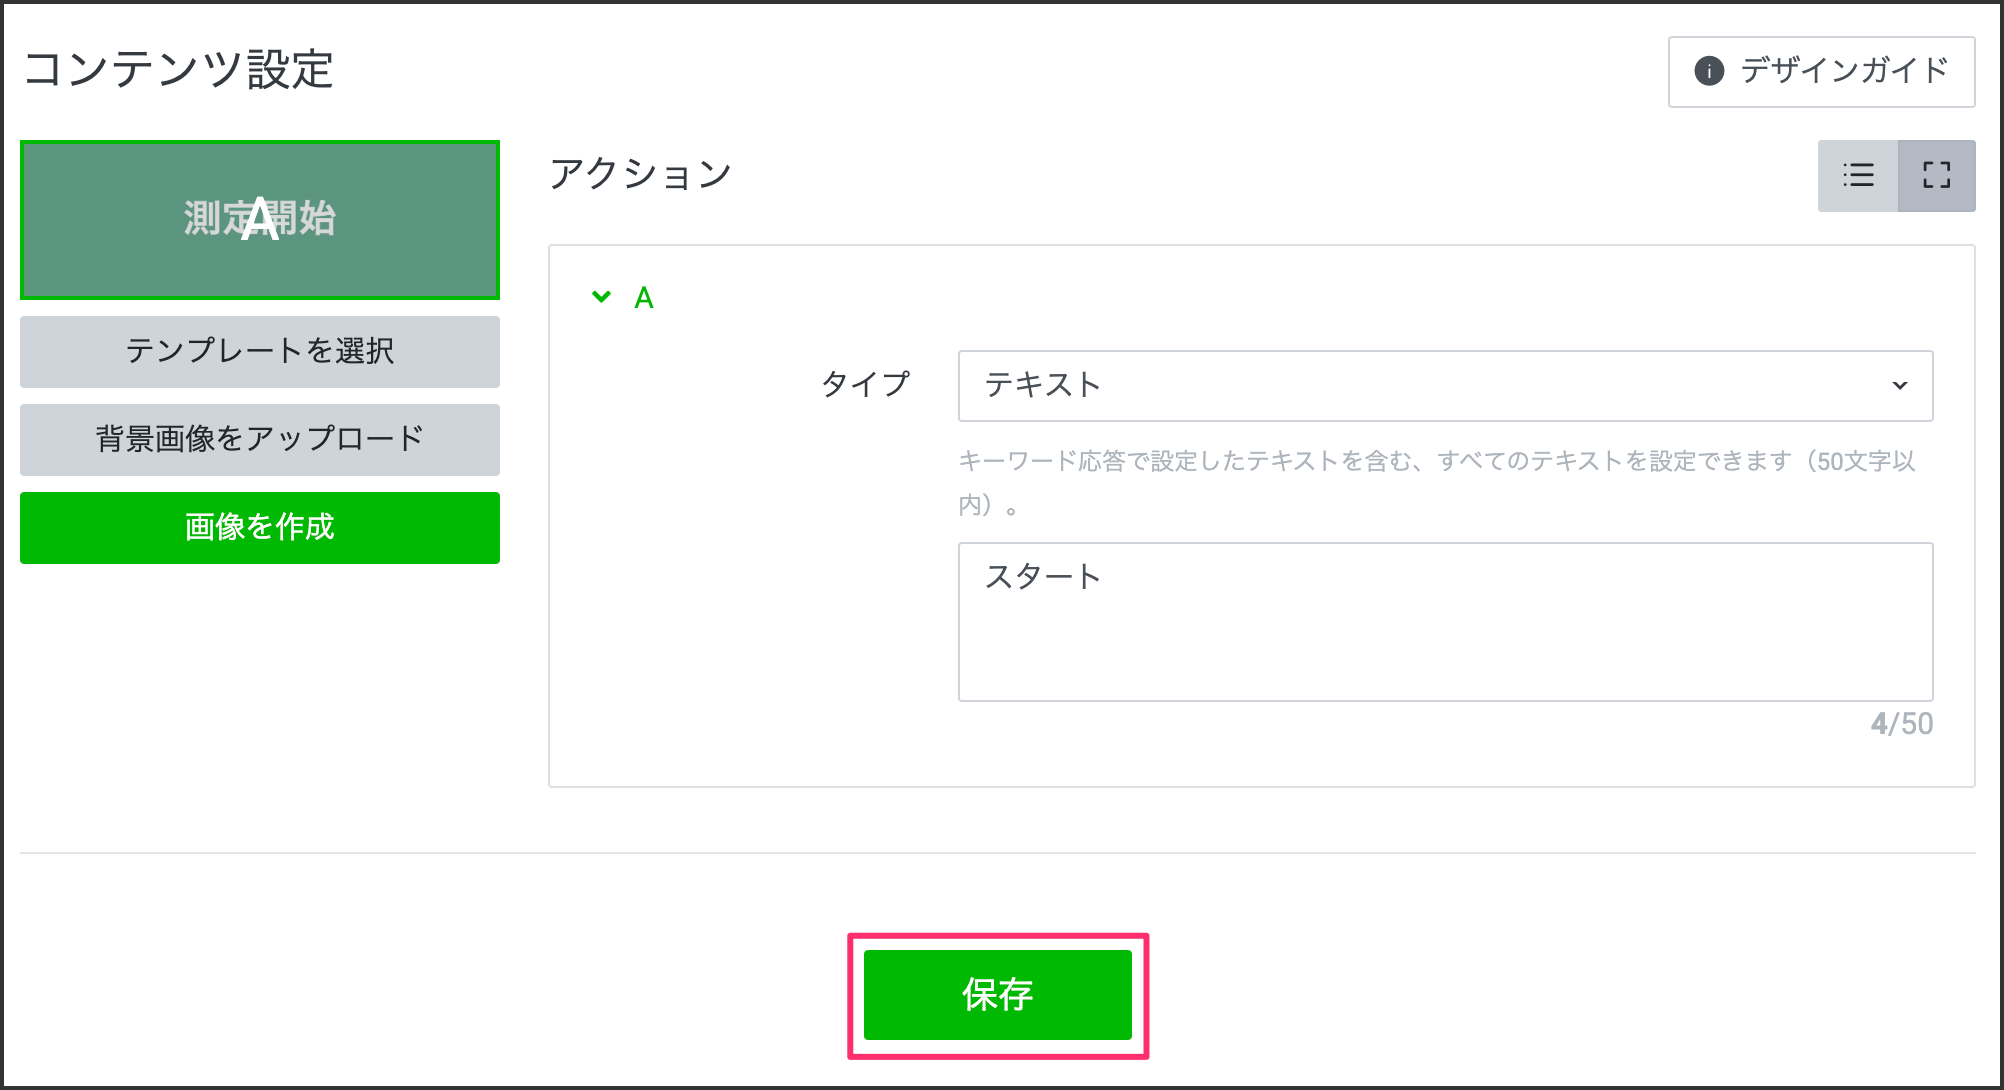 コンテンツ設定
デザインガイド
測定開始
A
テンプレートを選択
背景画像をアップロード
画像を作成
アクション
A
タイプ
テキスト
キーワード応答で設定したテキストを含む、すべてのテキストを設定できます（50文字以
内）。
スタート
4/50
保存